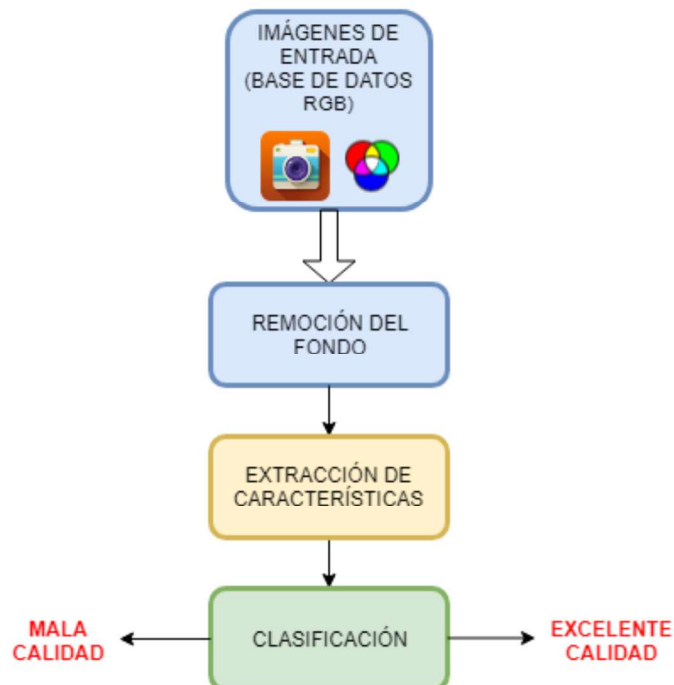 IMÁGENES DE
ENTRADA
(BASE DE DATOS
RGB)
REMOCIÓN DEL
FONDO
EXTRACCIÓN DE
CARACTERÍSTICAS
MALA
CALIDAD
CLASIFICACIÓN
EXCELENTE
CALIDAD